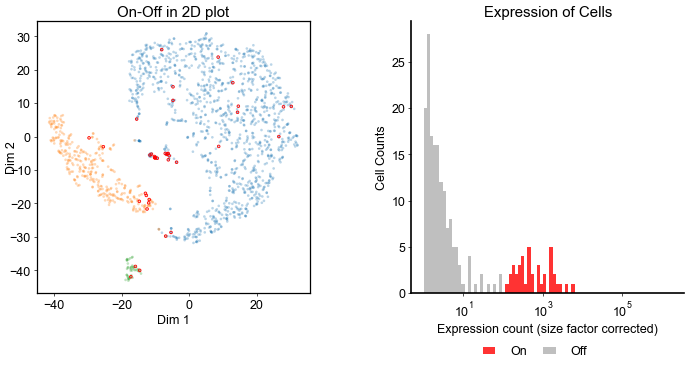 On-Off in 2D plot
30
20
10
0
−10
−20
−30
−40
Dim 2
−40 −20 0 20
Dim 1
Expression of Cells
25
20
15
10
5
0
Cell Counts
10^1 10^3 10^5
Expression count (size factor corrected)
On Off